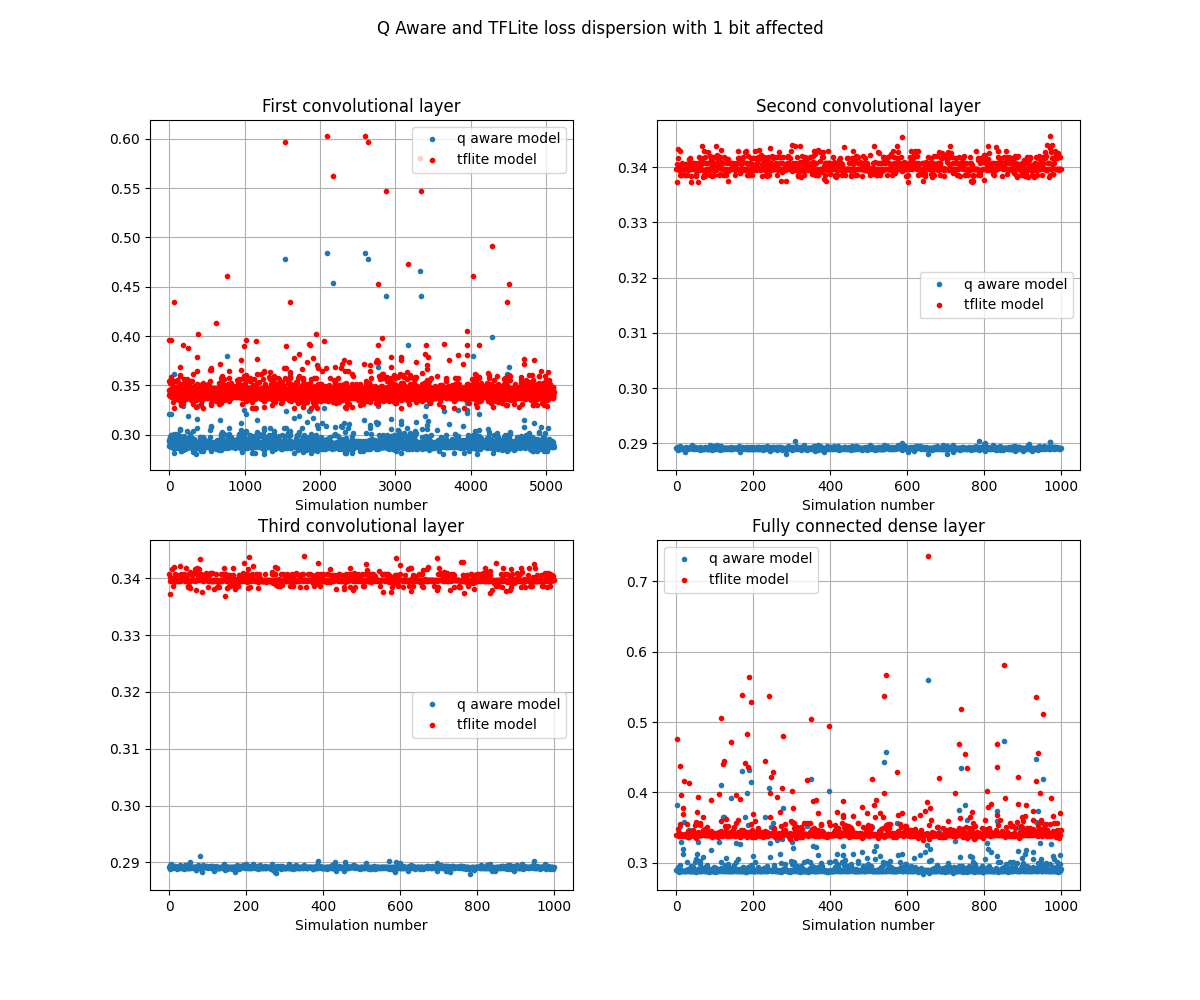 Q Aware and TFLite loss dispersion with 1 bit affected
First convolutional layer
0.60
0.55
0.50
0.45
0.40
0.35
0.30
q aware model
tflite model
0 1000 2000 3000 4000 5000
Simulation number
Second convolutional layer
0.34
0.33
0.32
0.31
0.30
0.29
q aware model
tflite model
0 200 400 600 800 1000
Simulation number
Third convolutional layer
0.34
0.33
0.32
0.31
0.30
0.29
q aware model
tflite model
0 200 400 600 800 1000
Simulation number
Fully connected dense layer
0.7
0.6
0.5
0.4
0.3
q aware model
tflite model
0 200 400 600 800 1000
Simulation number